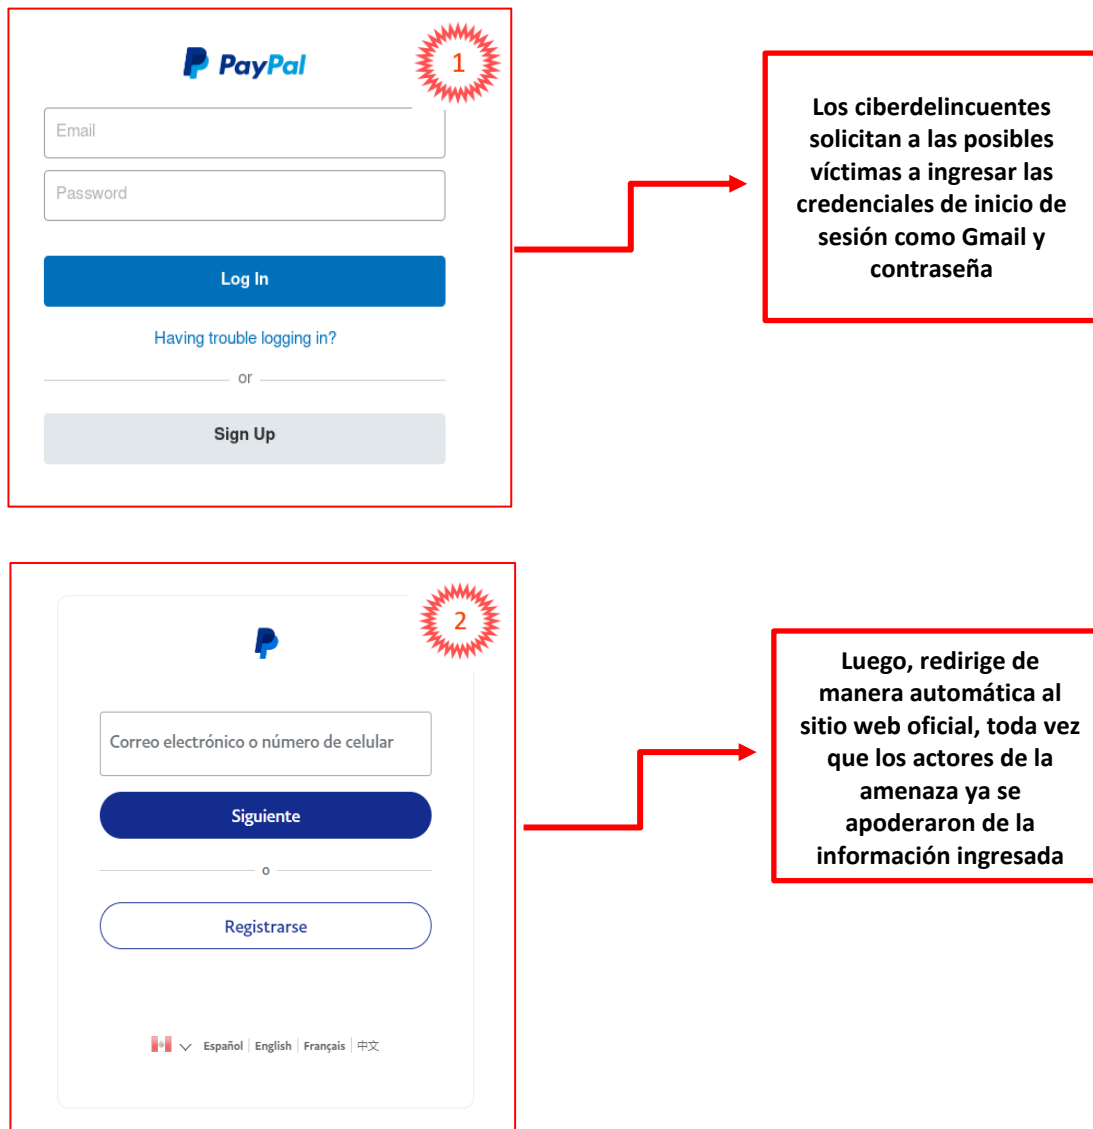 PayPal
1
Email
Password
Log In
Having trouble logging in?
or
Sign Up
Los ciberdelincuentes
solicitan a las posibles
víctimas a ingresar las
credenciales de inicio de
sesión como Gmail y
contraseña
2
Correo electrónico o número de celular
Siguiente
o
Registrarse
Español | English | Français | 中文
Luego, redirige de
manera automática al
sitio web oficial, toda vez
que los actores de la
amenaza ya se
apoderaron de la
información ingresada